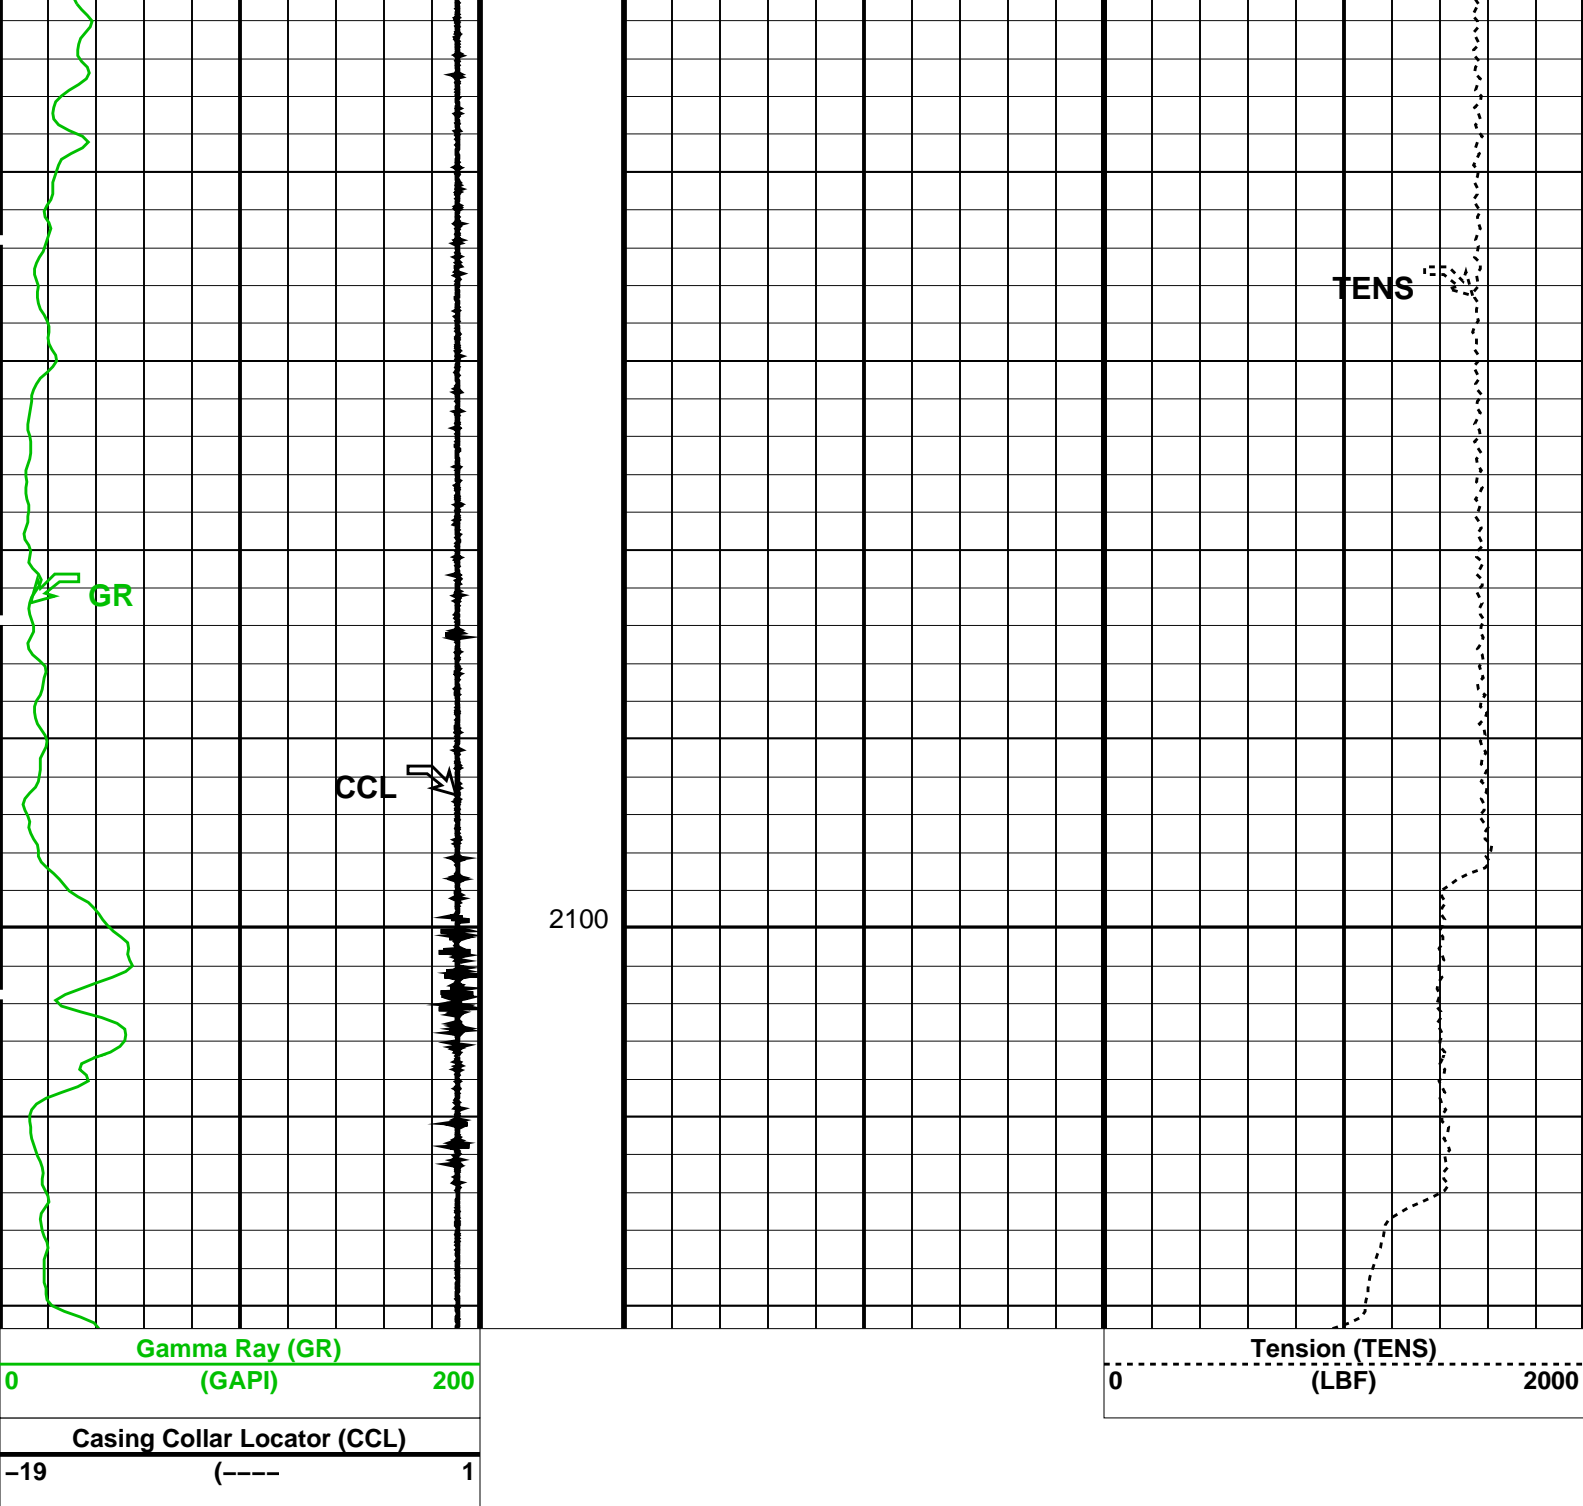 TENS
GR
CCL
2100
Gamma Ray (GR)
0 (GAPI) 200
Tension (TENS)
0 (LBF) 2000
Casing Collar Locator (CCL)
−19 (−−−− 1